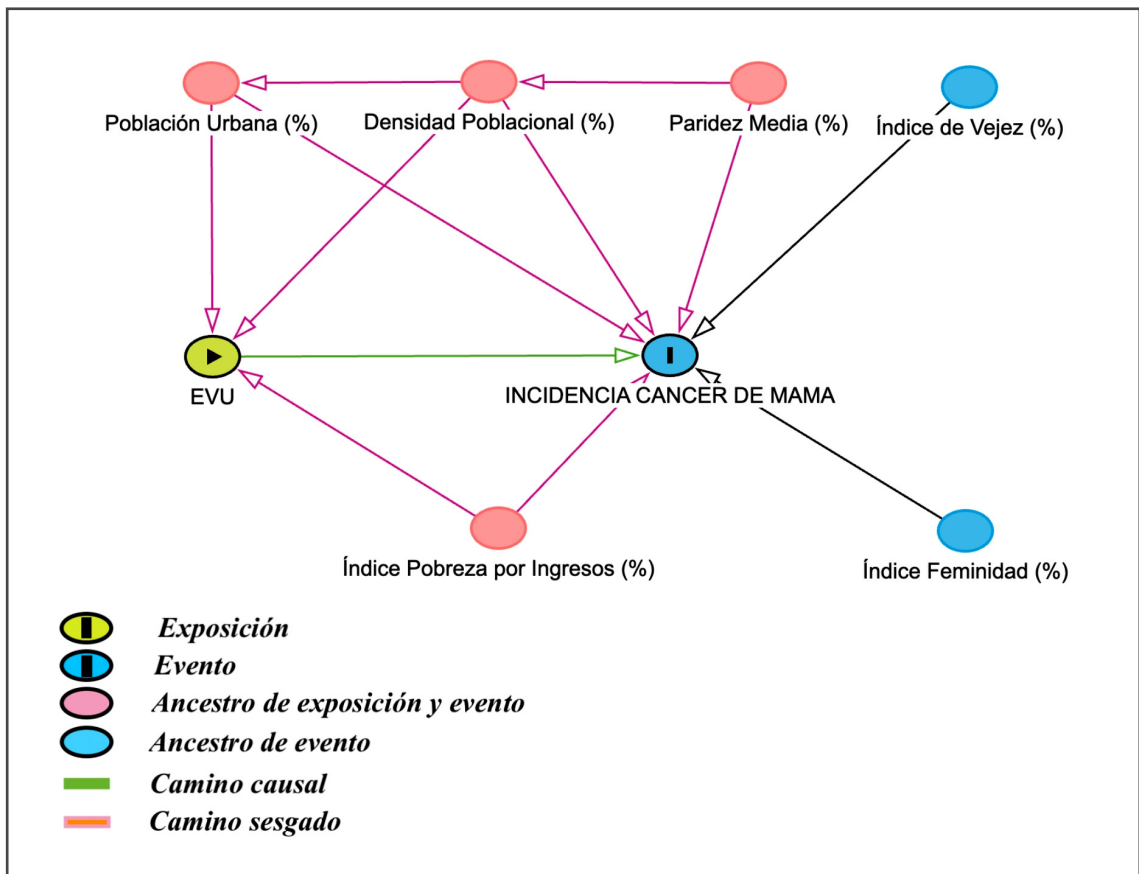 Población Urbana (%)
Densidad Poblacional (%)
Paridez Media (%)
Índice de Vejez (%)
EVU
INCIDENCIA CANCER DE MAMA
Índice Pobreza por Ingresos (%)
Índice Feminidad (%)
Exposición
Evento
Ancestro de exposición y evento
Ancestro de evento
Camino causal
Camino sesgado